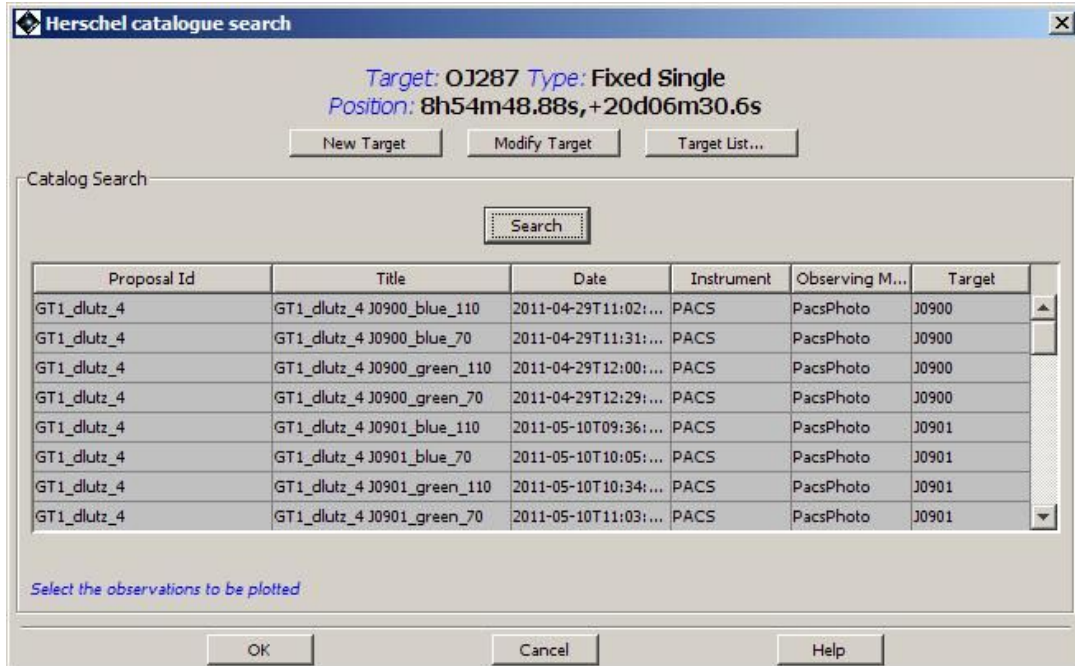 Herschel catalogue search
Target: OJ287 Type: Fixed Single
Position: 8h54m48.88s,+20d06m30.6s
New Target Modify Target Target List...
Catalog Search
Search
Proposal Id Title Date Instrument Observing M... Target
GT1_dlutz_4 GT1_dlutz_4 J0900_blue_110 2011-04-29T11:02:... PACS PacsPhoto J0900
GT1_dlutz_4 GT1_dlutz_4 J0900_blue_70 2011-04-29T11:31:... PACS PacsPhoto J0900
GT1_dlutz_4 GT1_dlutz_4 J0900_green_110 2011-04-29T12:00:... PACS PacsPhoto J0900
GT1_dlutz_4 GT1_dlutz_4 J0900_green_70 2011-04-29T12:29:... PACS PacsPhoto J0900
GT1_dlutz_4 GT1_dlutz_4 J0901_blue_110 2011-05-10T09:36:... PACS PacsPhoto J0901
GT1_dlutz_4 GT1_dlutz_4 J0901_blue_70 2011-05-10T10:05:... PACS PacsPhoto J0901
GT1_dlutz_4 GT1_dlutz_4 J0901_green_110 2011-05-10T10:34:... PACS PacsPhoto J0901
GT1_dlutz_4 GT1_dlutz_4 J0901_green_70 2011-05-10T11:03:... PACS PacsPhoto J0901
Select the observations to be plotted
OK Cancel Help